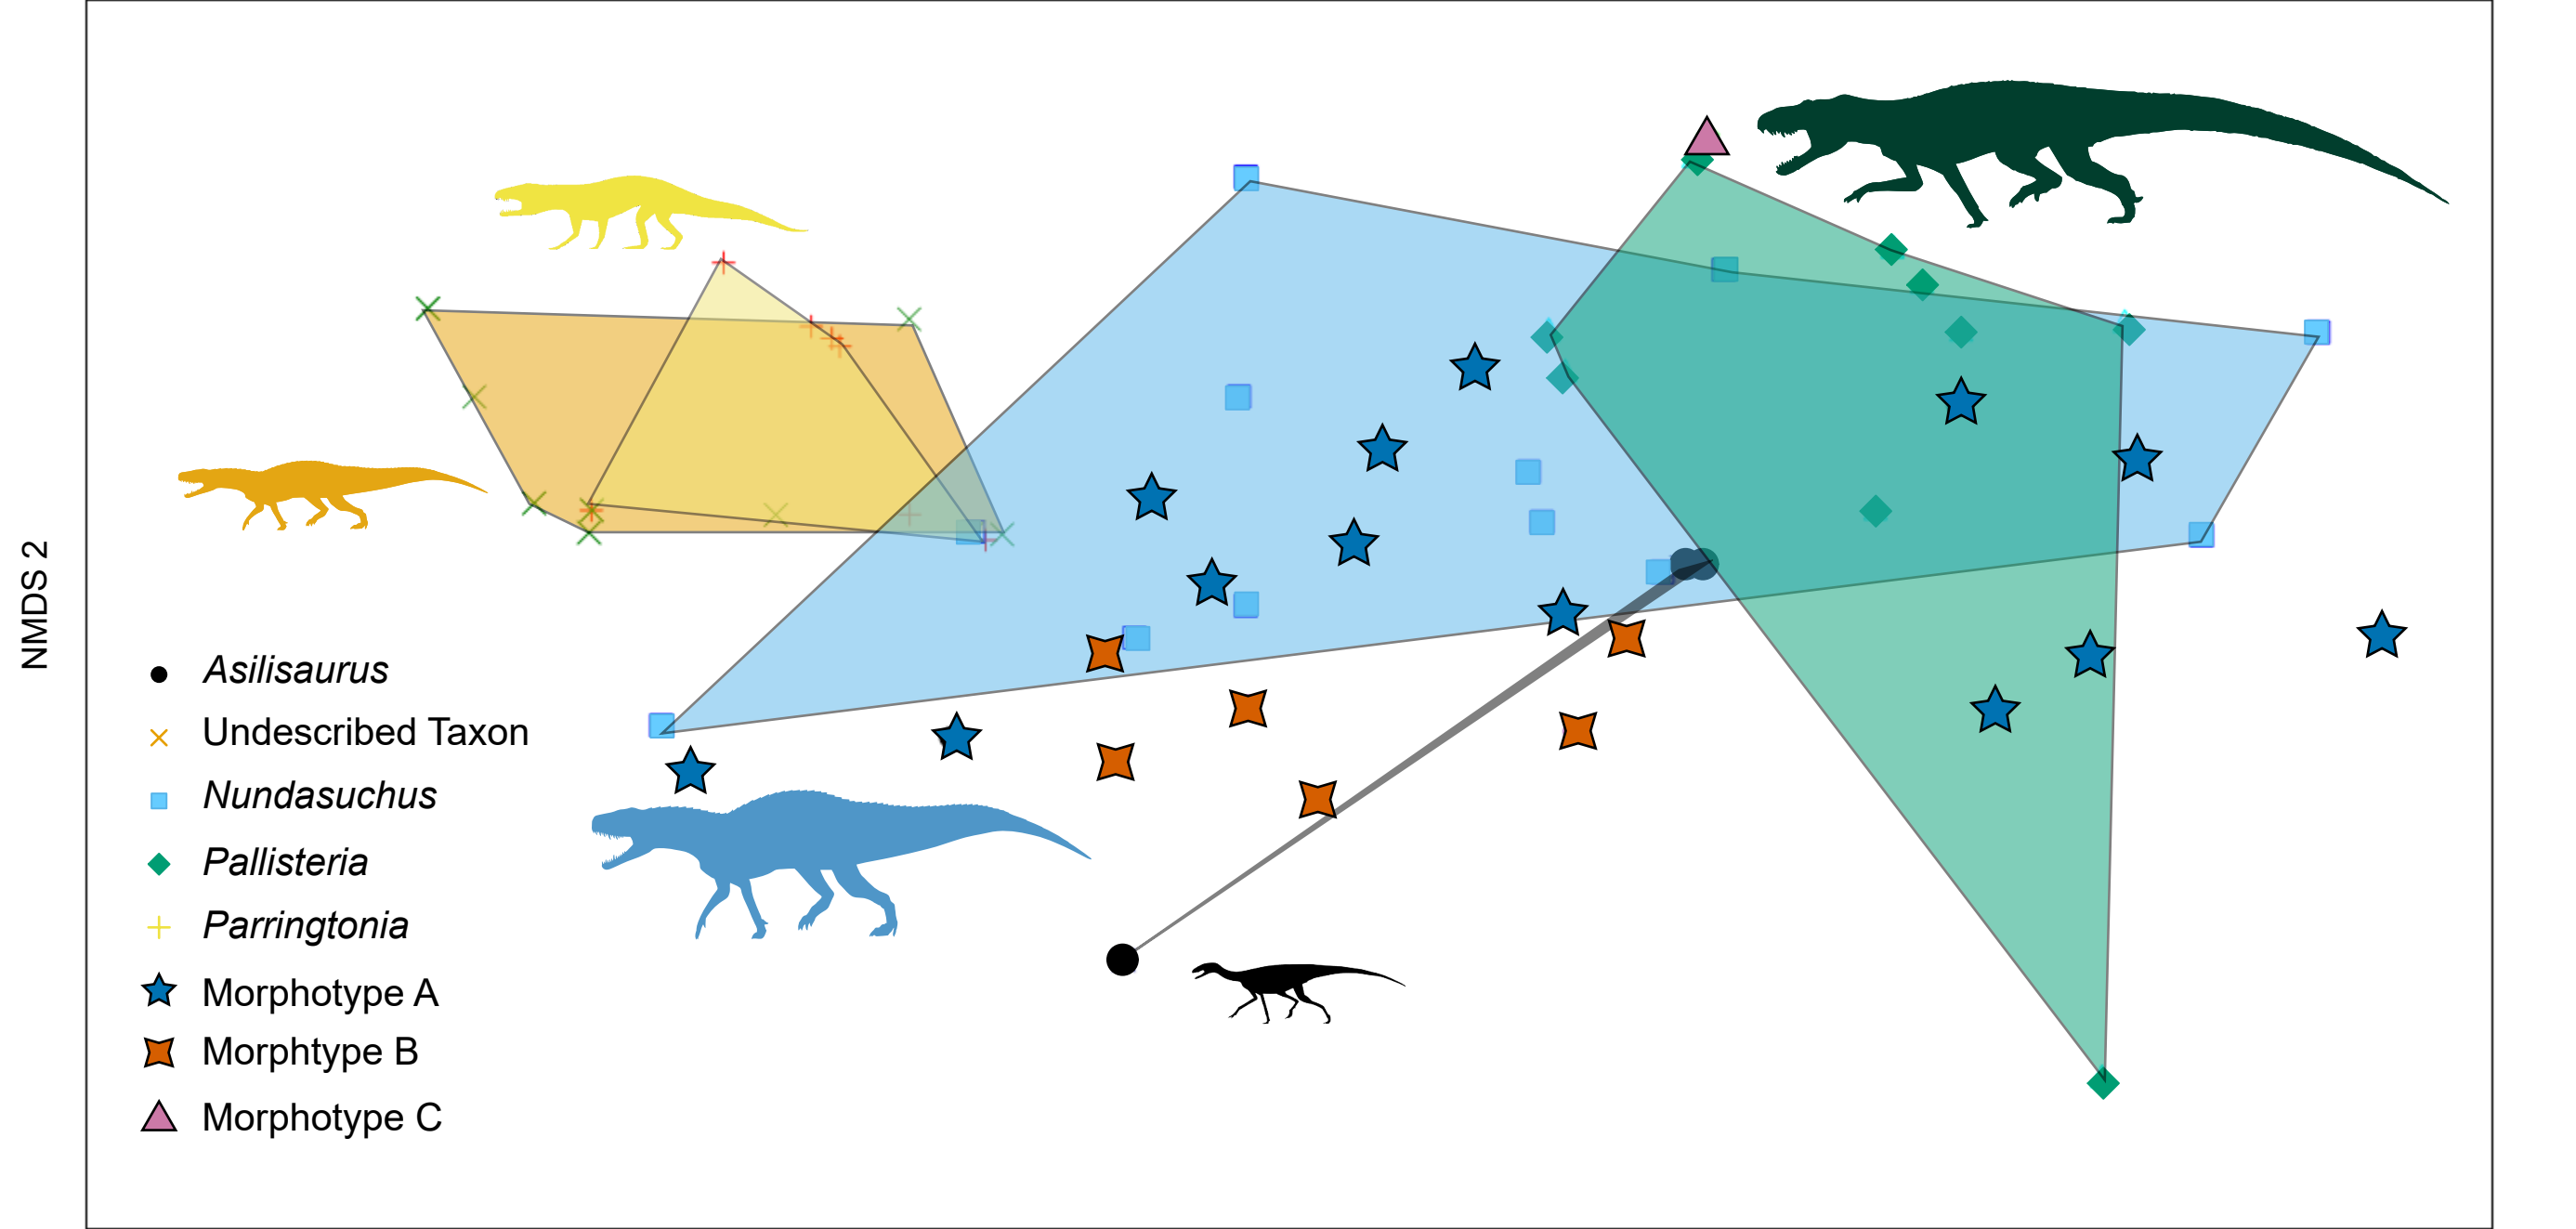 NMDS 2
Asilisaurus
Undescribed Taxon
Nundasuchus
Pallisteria
Parringtonia
Morphotype A
Morphtype B
Morphotype C